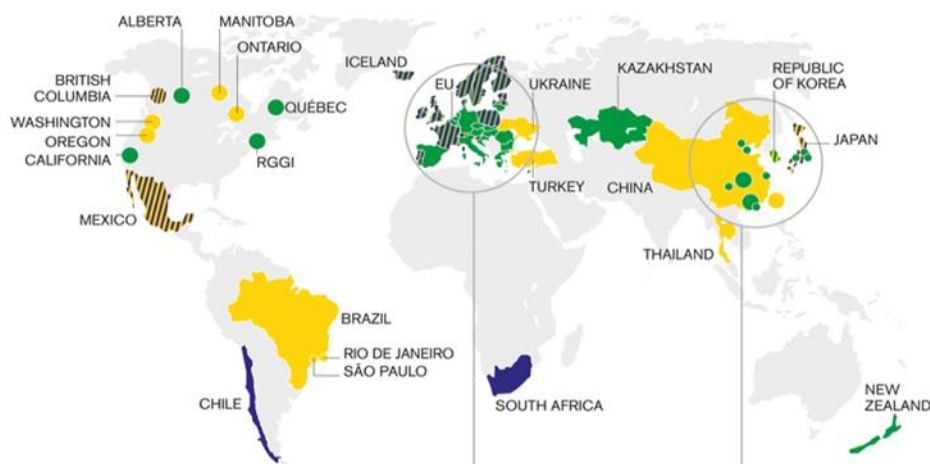 ALBERTA
MANITOBA
ONTARIO
BRITISH
COLUMBIA
QUÉBEC
WASHINGTON
OREGON
CALIFORNIA
RGGI
MEXICO
ICELAND
EU
UKRAINE
KAZAKHSTAN
REPUBLIC
OF KOREA
JAPAN
TURKEY
CHINA
THAILAND
BRAZIL
RIO DE JANEIRO
SÃO PAULO
CHILE
SOUTH AFRICA
NEW
ZEALAND